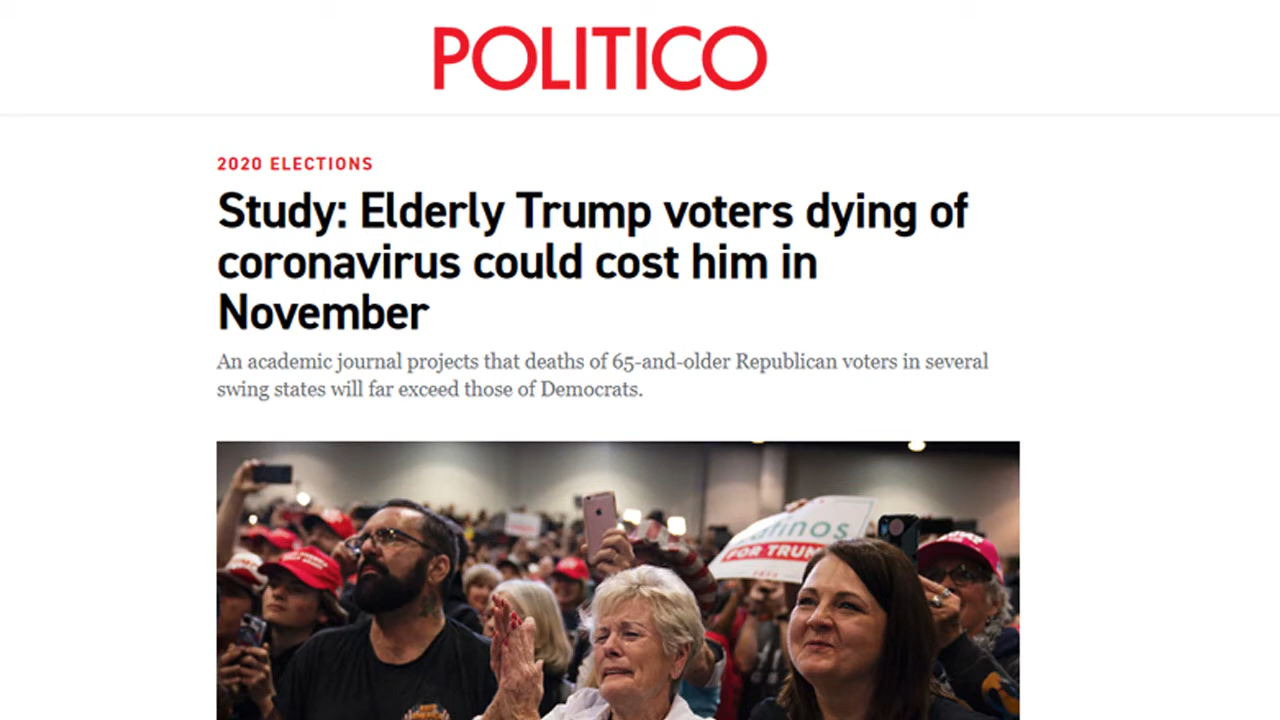 POLITICO
2020 ELECTIONS
Study: Elderly Trump voters dying of
coronavirus could cost him in
November
An academic journal projects that deaths of 65-and-older Republican voters in several
swing states will far exceed those of Democrats.
FOR TRUMP